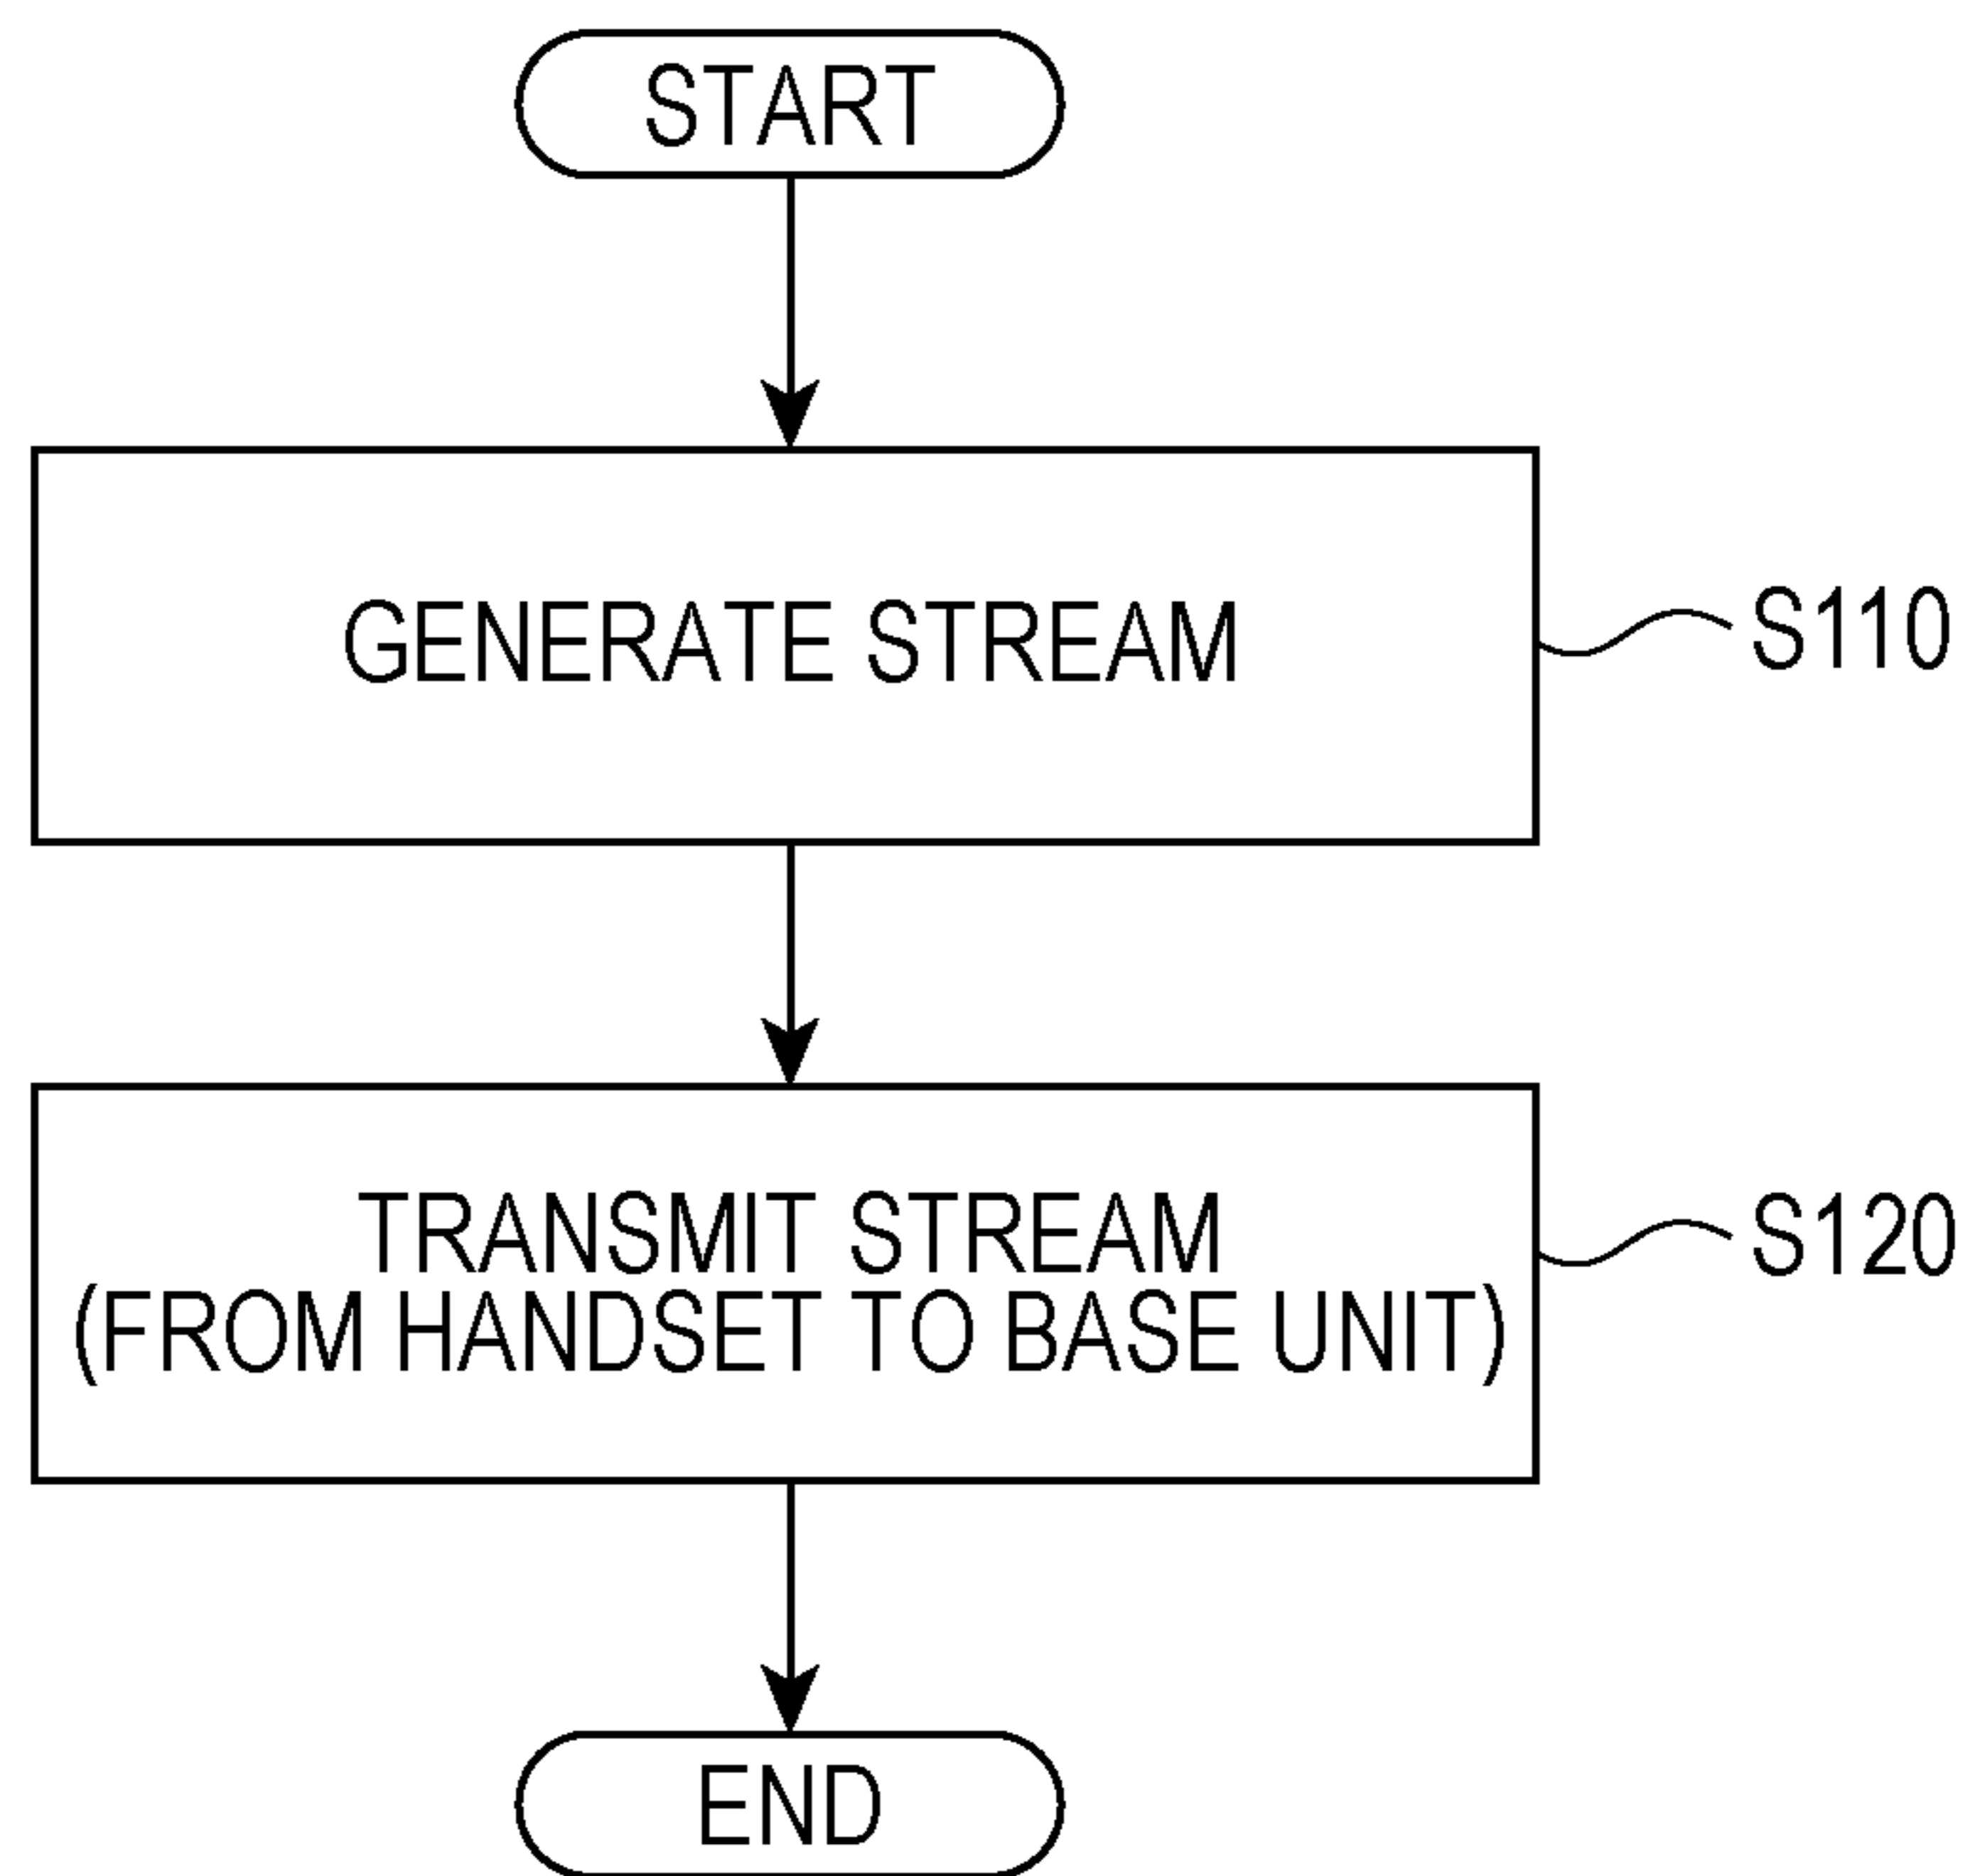 START
GENERATE STREAM
S110
TRANSMIT STREAM
(FROM HANDSET TO BASE UNIT)
S120
END